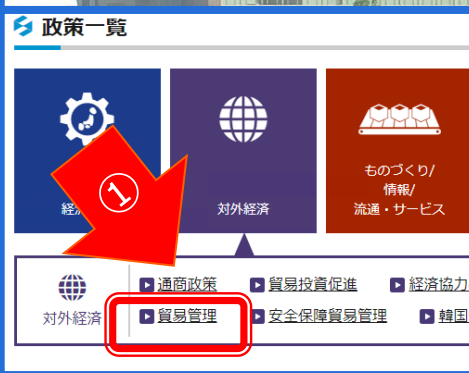 政策一覧
経
対外経済
ものづくり/
情報/
流通・サービス
①
対外経済
通商政策 貿易投資促進 経済協力
貿易管理 安全保障貿易管理 韓国